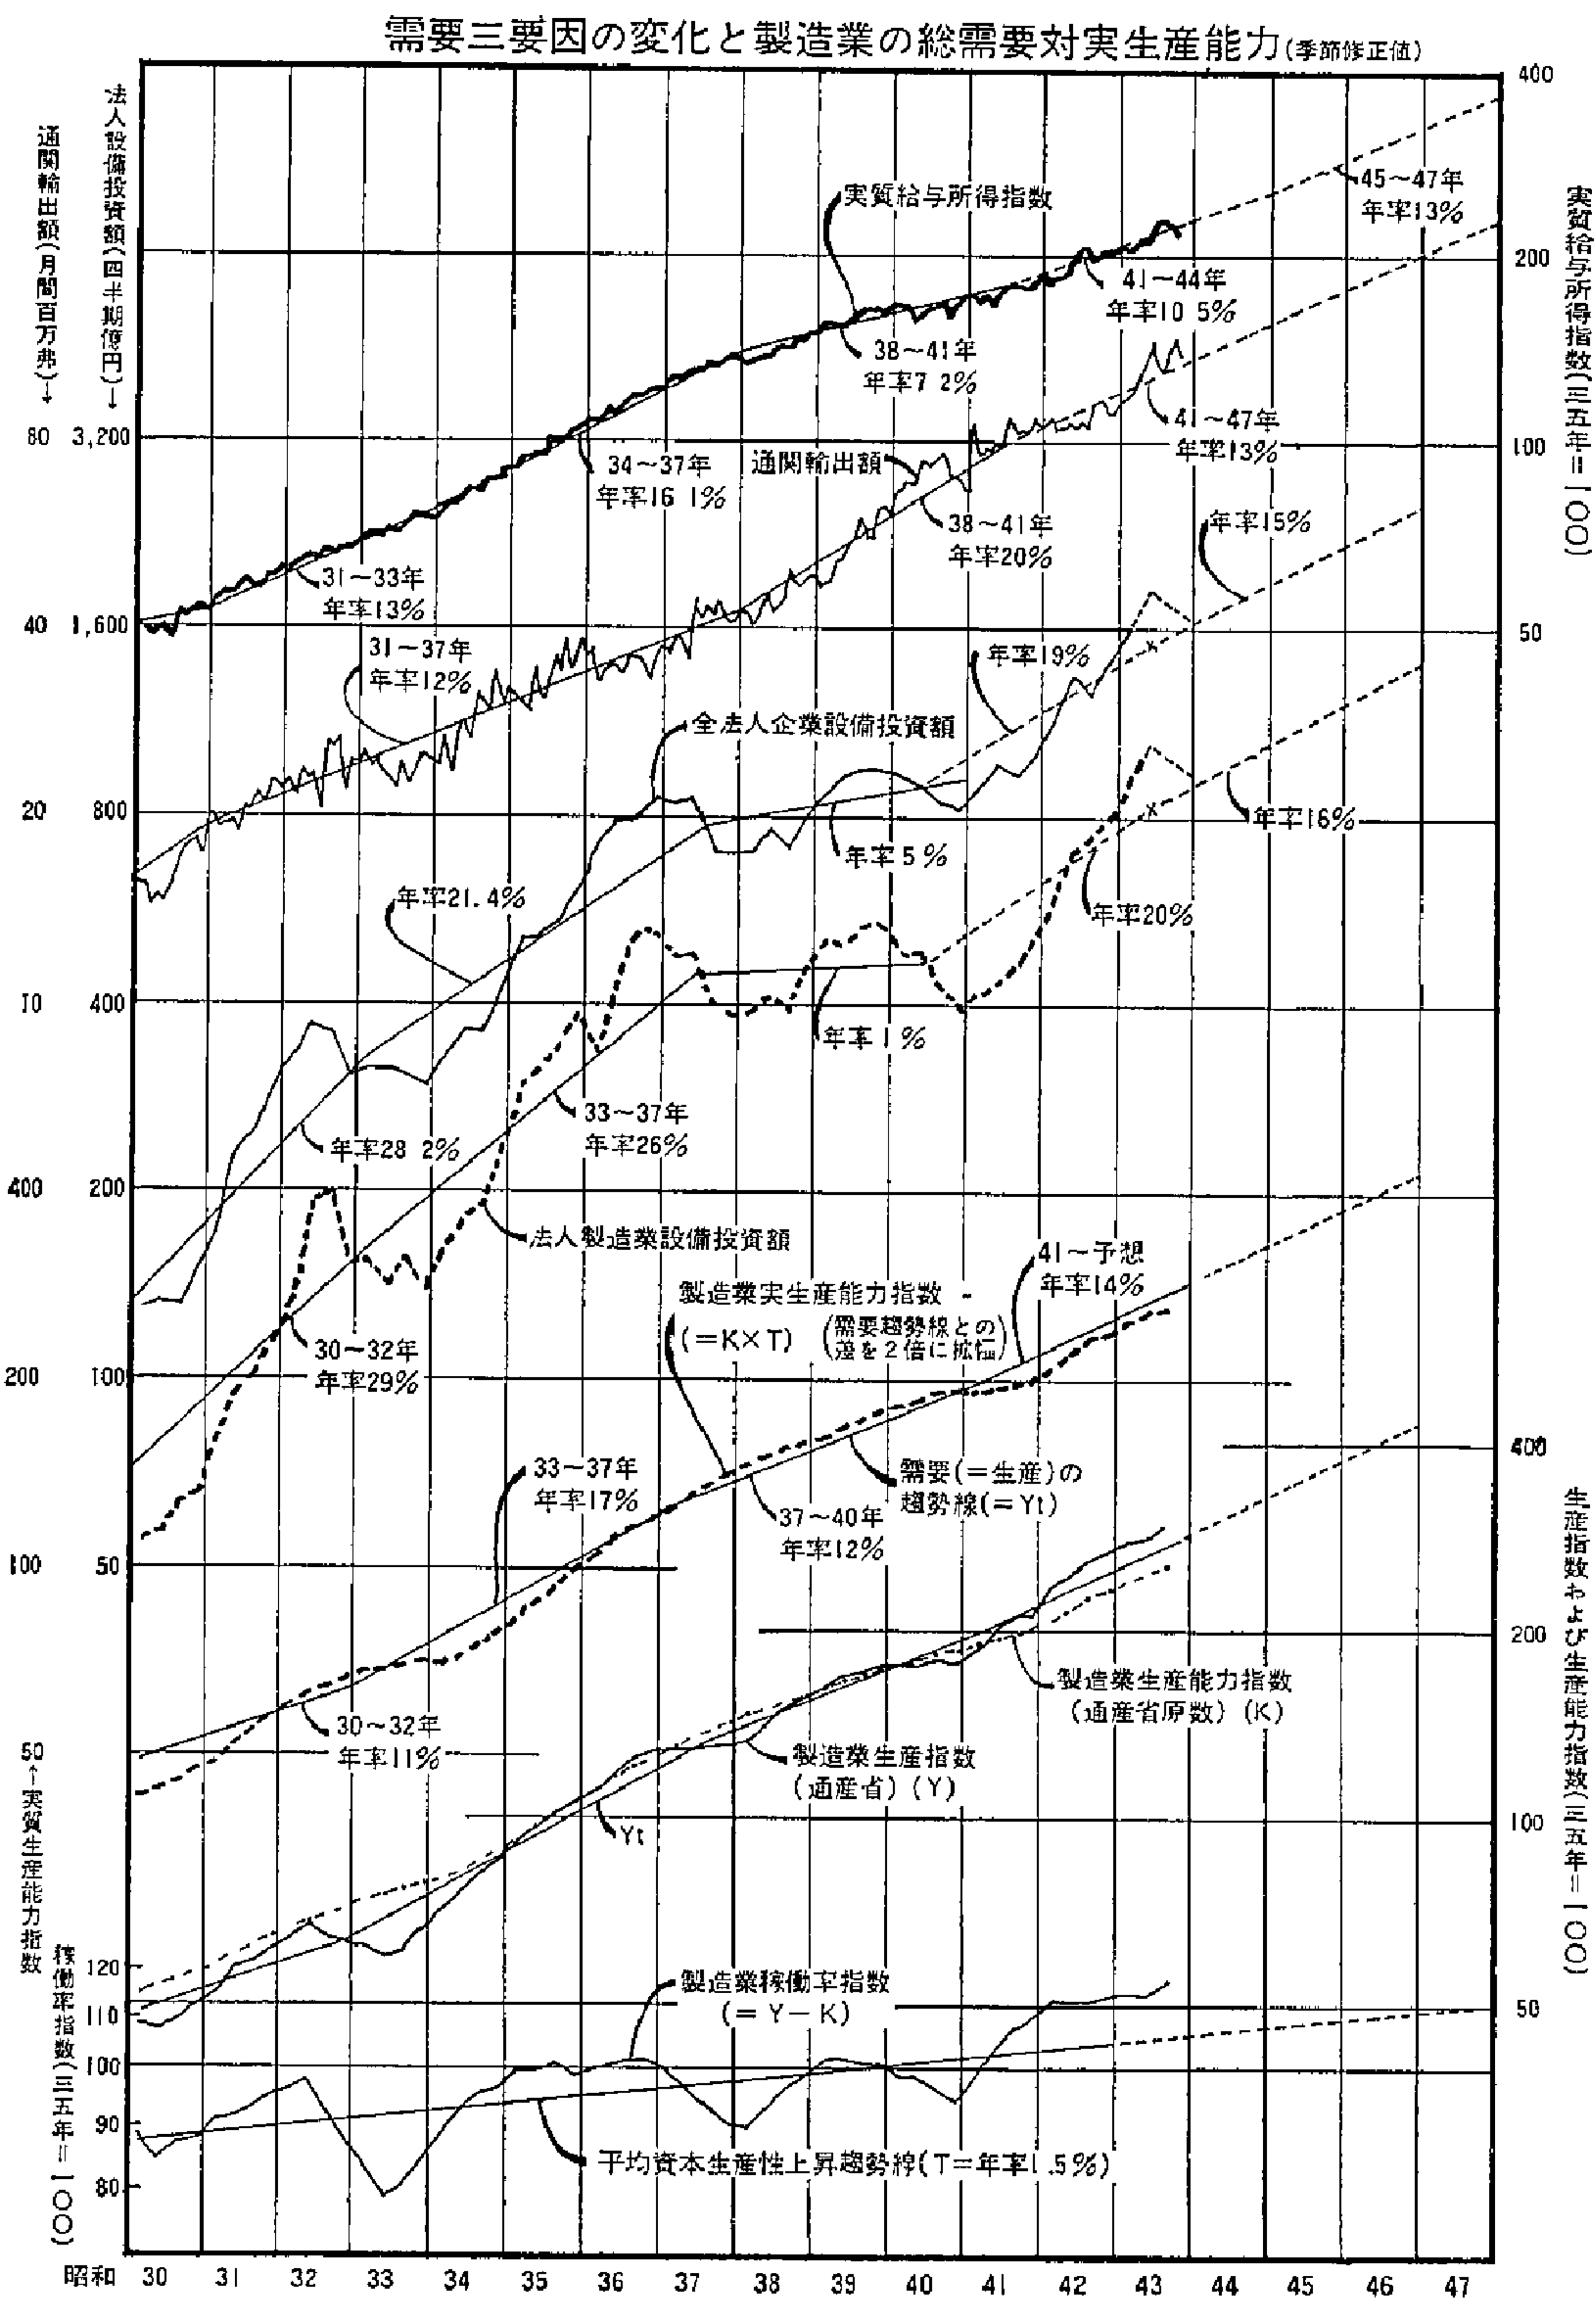 需要三要因の変化と製造業の総需要対実生産能力(季節修正値)
通関輸出額(月間百万弗)→
法人設備投資額(四半期億円)→
80
40
20
10
400
200
100
50
3,200
1,600
800
400
200
100
50
120
110
100
90
80
←実質生産能力指数
稼働率指数(三五年=100)
400
200
100
50
実質給与所得指数(三五年=100)
400
200
100
50
生産指数および生産能力指数(三五年=100)
実質給与所得指数
45~47年
年率13%
41~44年
年率10 5%
38~41年
年率7 2%
41~47年
年率13%
34~37年
年率16 1%
通関輸出額
38~41年
年率20%
年率15%
31~33年
年率13%
31~37年
年率12%
年率19%
全法人企業設備投資額
年率16%
年率5%
年率21.4%
年率20%
年率1%
33~37年
年率26%
年率28 2%
法人製造業設備投資額
41~予想
年率14%
製造業実生産能力指数
(=K×T)
(需要趨勢線との
差を2倍に拡幅)
30~32年
年率29%
33~37年
年率17%
需要(=生産)の
趨勢線(=Yt)
37~40年
年率12%
製造業生産能力指数
(通産省原数)(K)
30~32年
年率11%
製造業生産指数
(通産省)(Y)
Yt
製造業稼働率指数
(=Y-K)
平均資本生産性上昇趨勢線(T=年率1.5%)
昭和 30 31 32 33 34 35 36 37 38 39 40 41 42 43 44 45 46 47